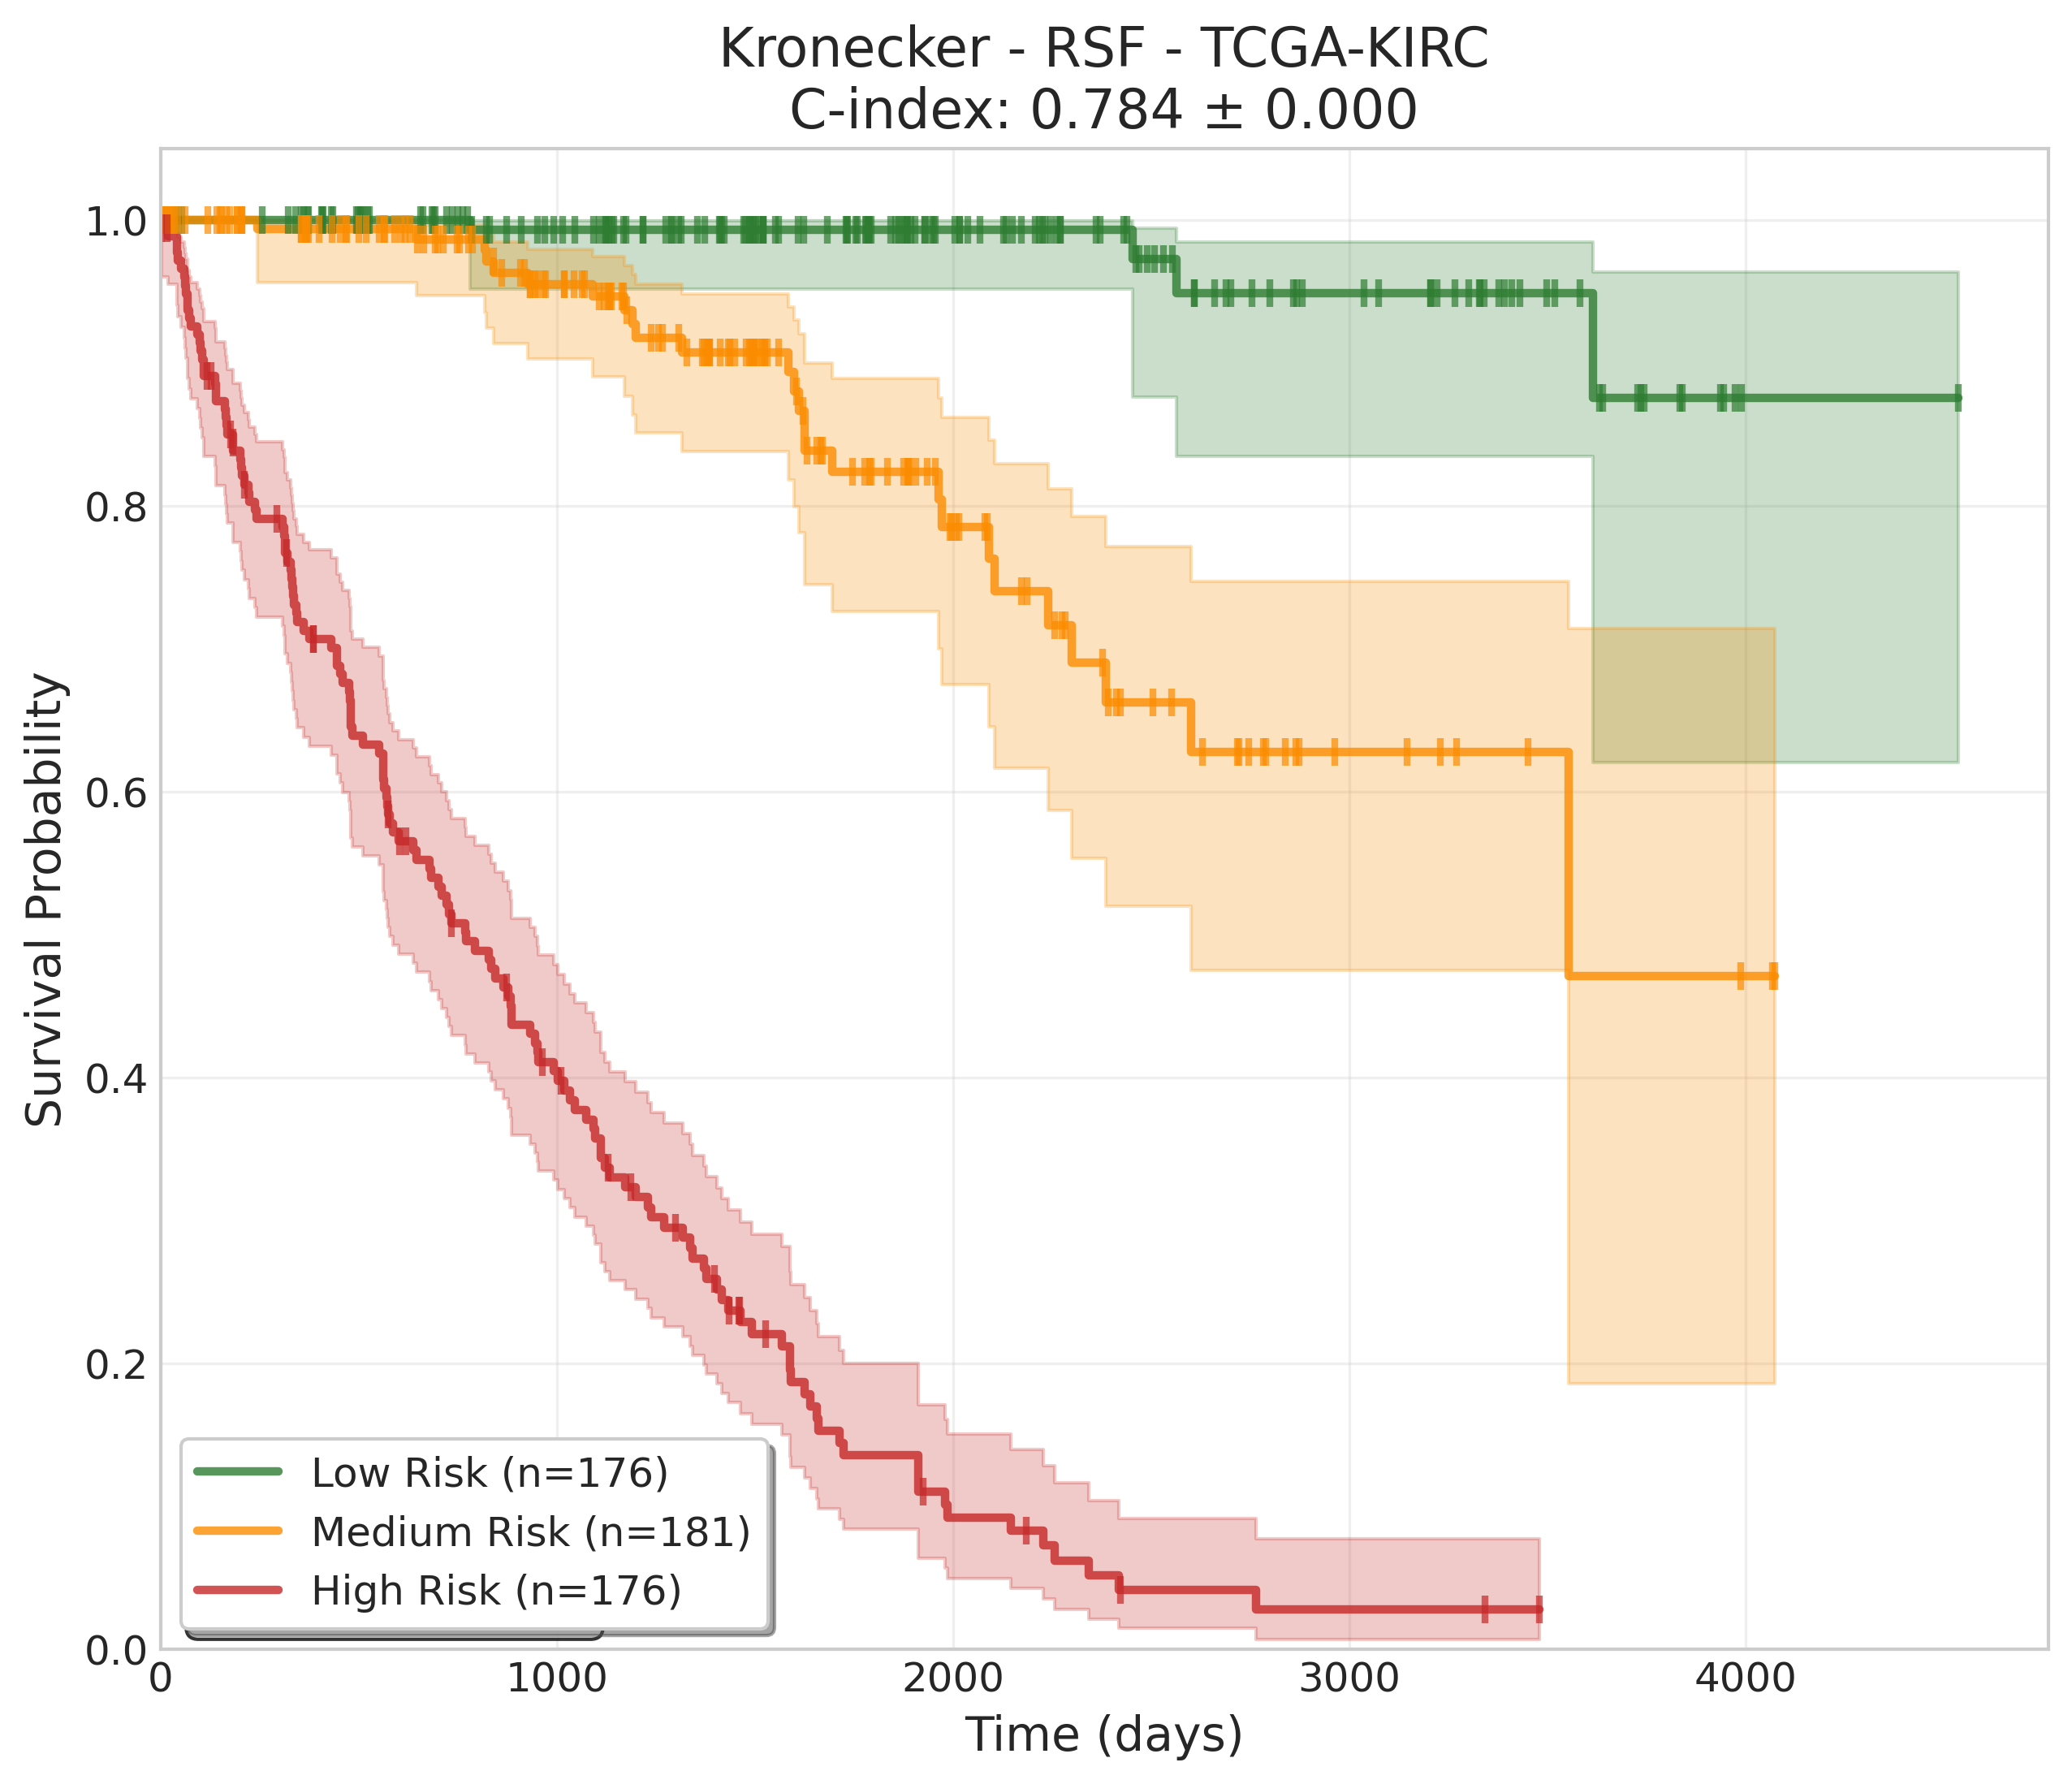 Kronecker - RSF - TCGA-KIRC
C-index: 0.784 ± 0.000
Survival Probability
1.0
0.8
0.6
0.4
0.2
0.0
Low Risk (n=176)
Medium Risk (n=181)
High Risk (n=176)
0 1000 2000 3000 4000
Time (days)